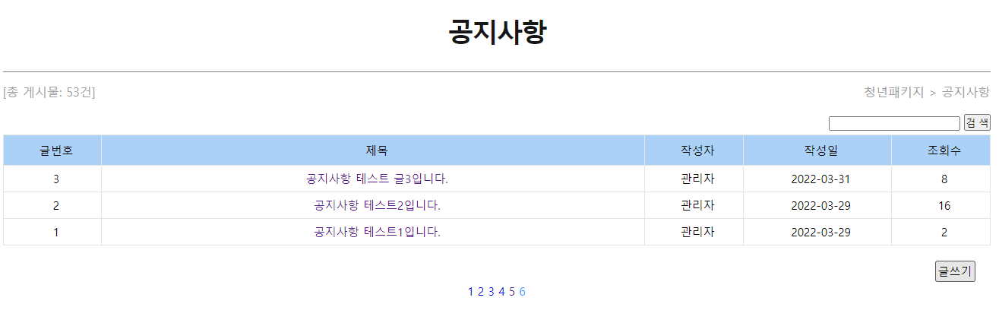 공지사항
[총 게시물: 53건] 청년패키지 > 공지사항
검 색
글번호 제목 작성자 작성일 조회수
3 공지사항 테스트 글3입니다. 관리자 2022-03-31 8
2 공지사항 테스트2입니다. 관리자 2022-03-29 16
1 공지사항 테스트1입니다. 관리자 2022-03-29 2
글쓰기
1 2 3 4 5 6